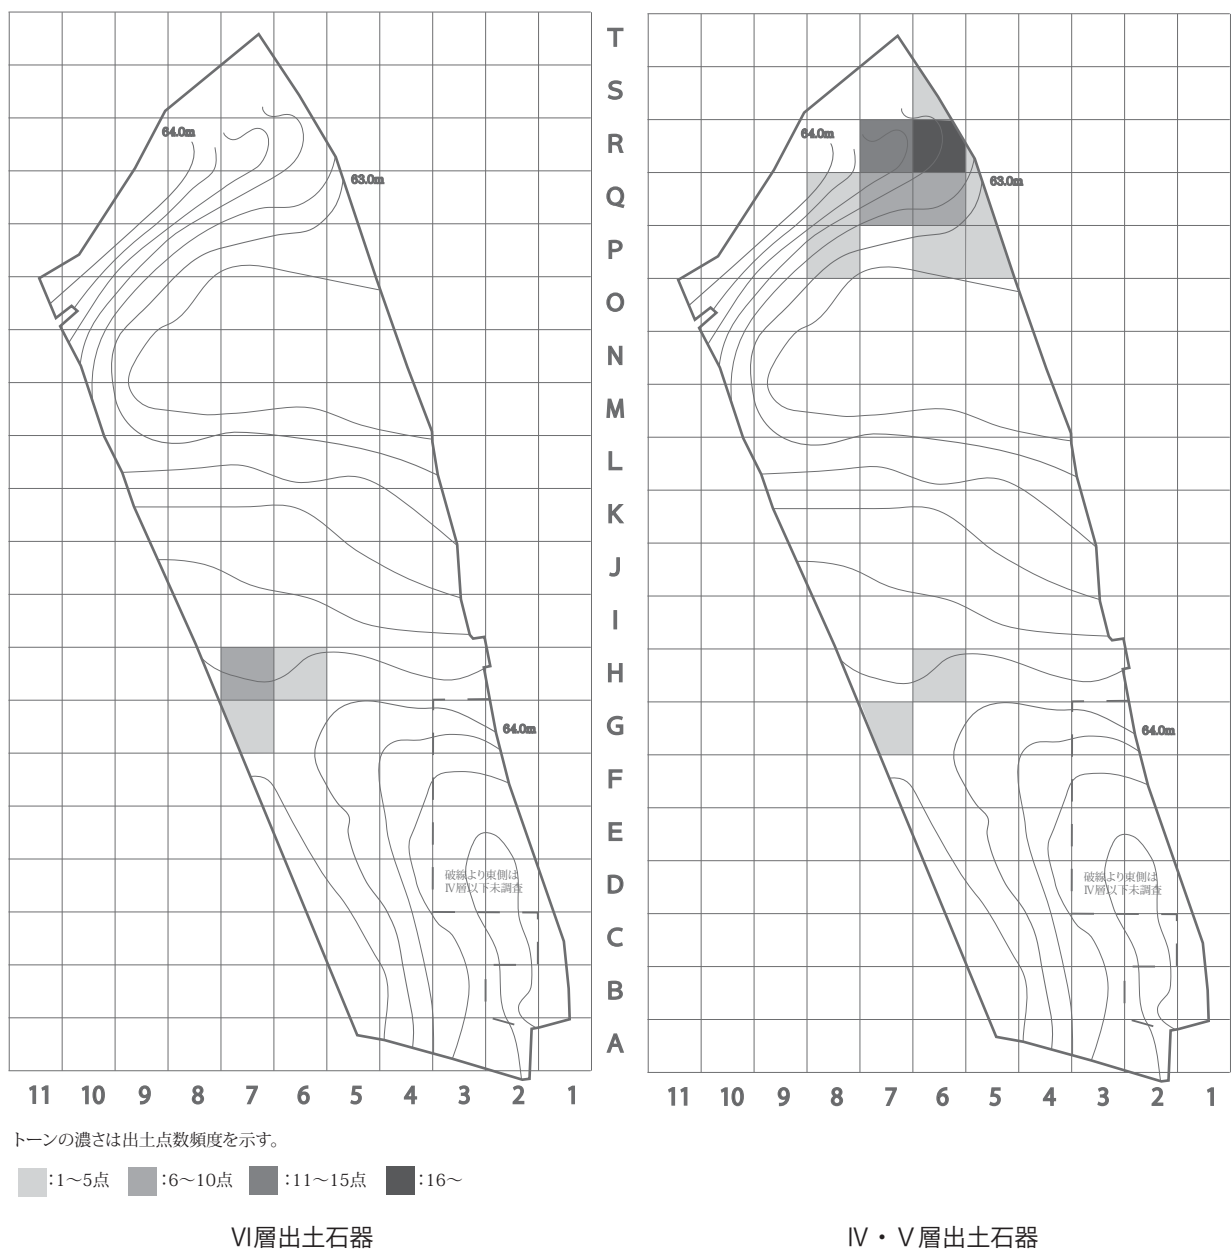 T
S
R
Q
P
O
N
M
L
K
J
I
H
G
F
E
D
C
B
A
64.0m
63.0m
64.0m
破線より東側は
Ⅳ層以下未調査
11 10 9 8 7 6 5 4 3 2 1
64.0m
63.0m
64.0m
破線より東側は
Ⅳ層以下未調査
11 10 9 8 7 6 5 4 3 2 1
トーンの濃さは出土点数頻度を示す。
:1～5点 :6～10点 :11～15点 :16～
Ⅵ層出土石器
Ⅳ・Ⅴ層出土石器